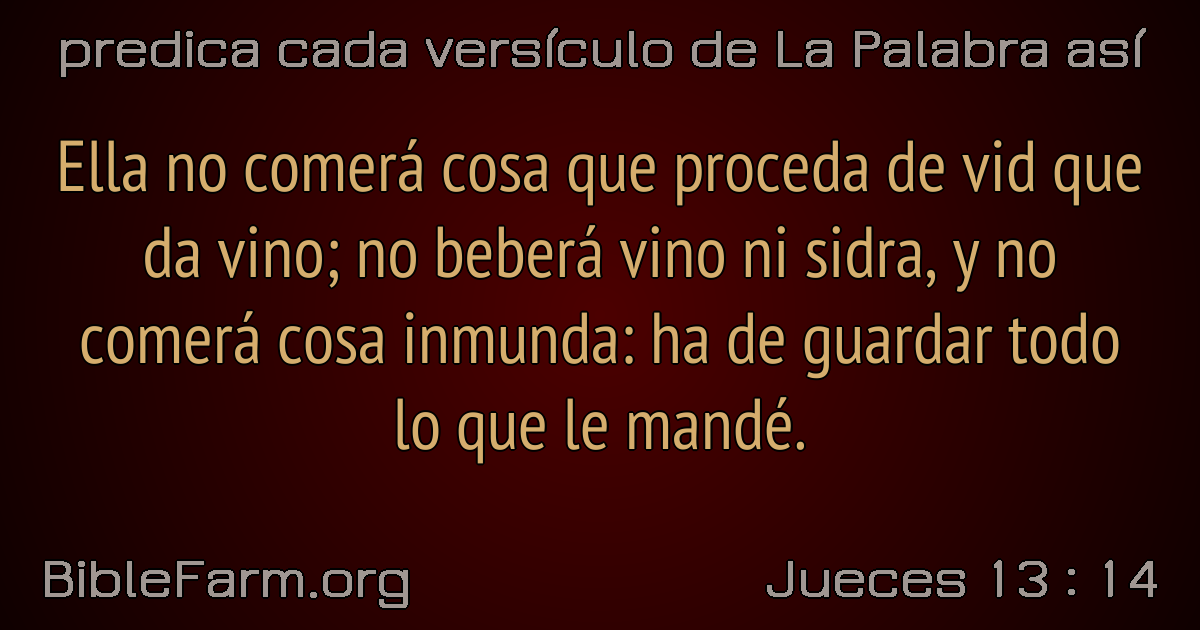 predica cada versículo de La Palabra así
Ella no comerá cosa que proceda de vid que
da vino; no beberá vino ni sidra, y no
comerá cosa inmunda: ha de guardar todo
lo que le mandé.
BibleFarm.org
Jueces 13 : 14